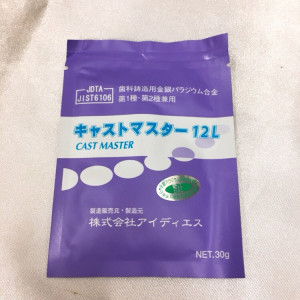 JDTA
JIST6106
歯科鋳造用金銀パラジウム合金
第1種・第2種兼用
キャストマスター12L
CAST MASTER
製造販売元・製造元
株式会社アイディエス
NET.30g